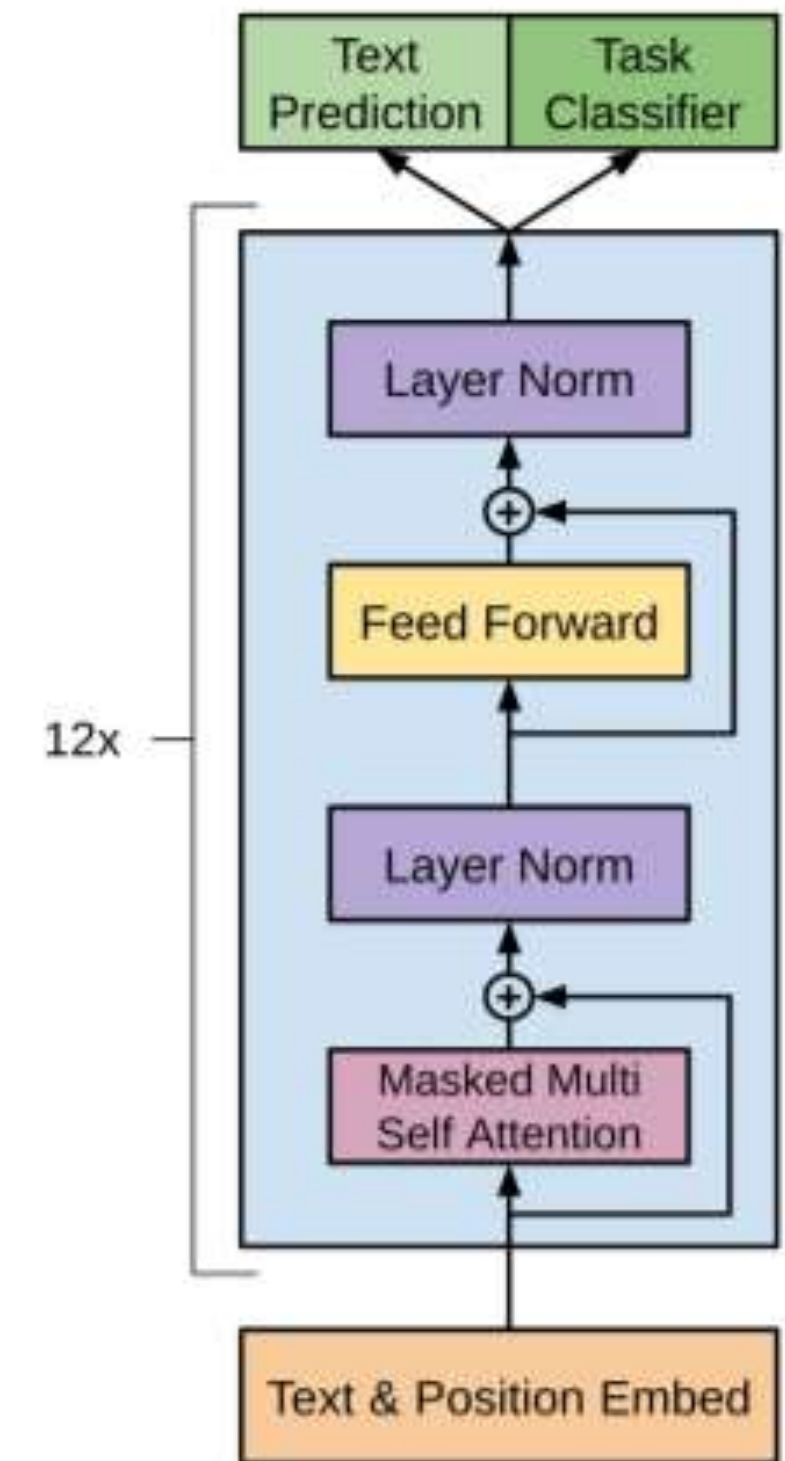 Text
Prediction
Task
Classifier
Layer Norm
Feed Forward
12x
Layer Norm
Masked Multi
Self Attention
Text & Position Embed